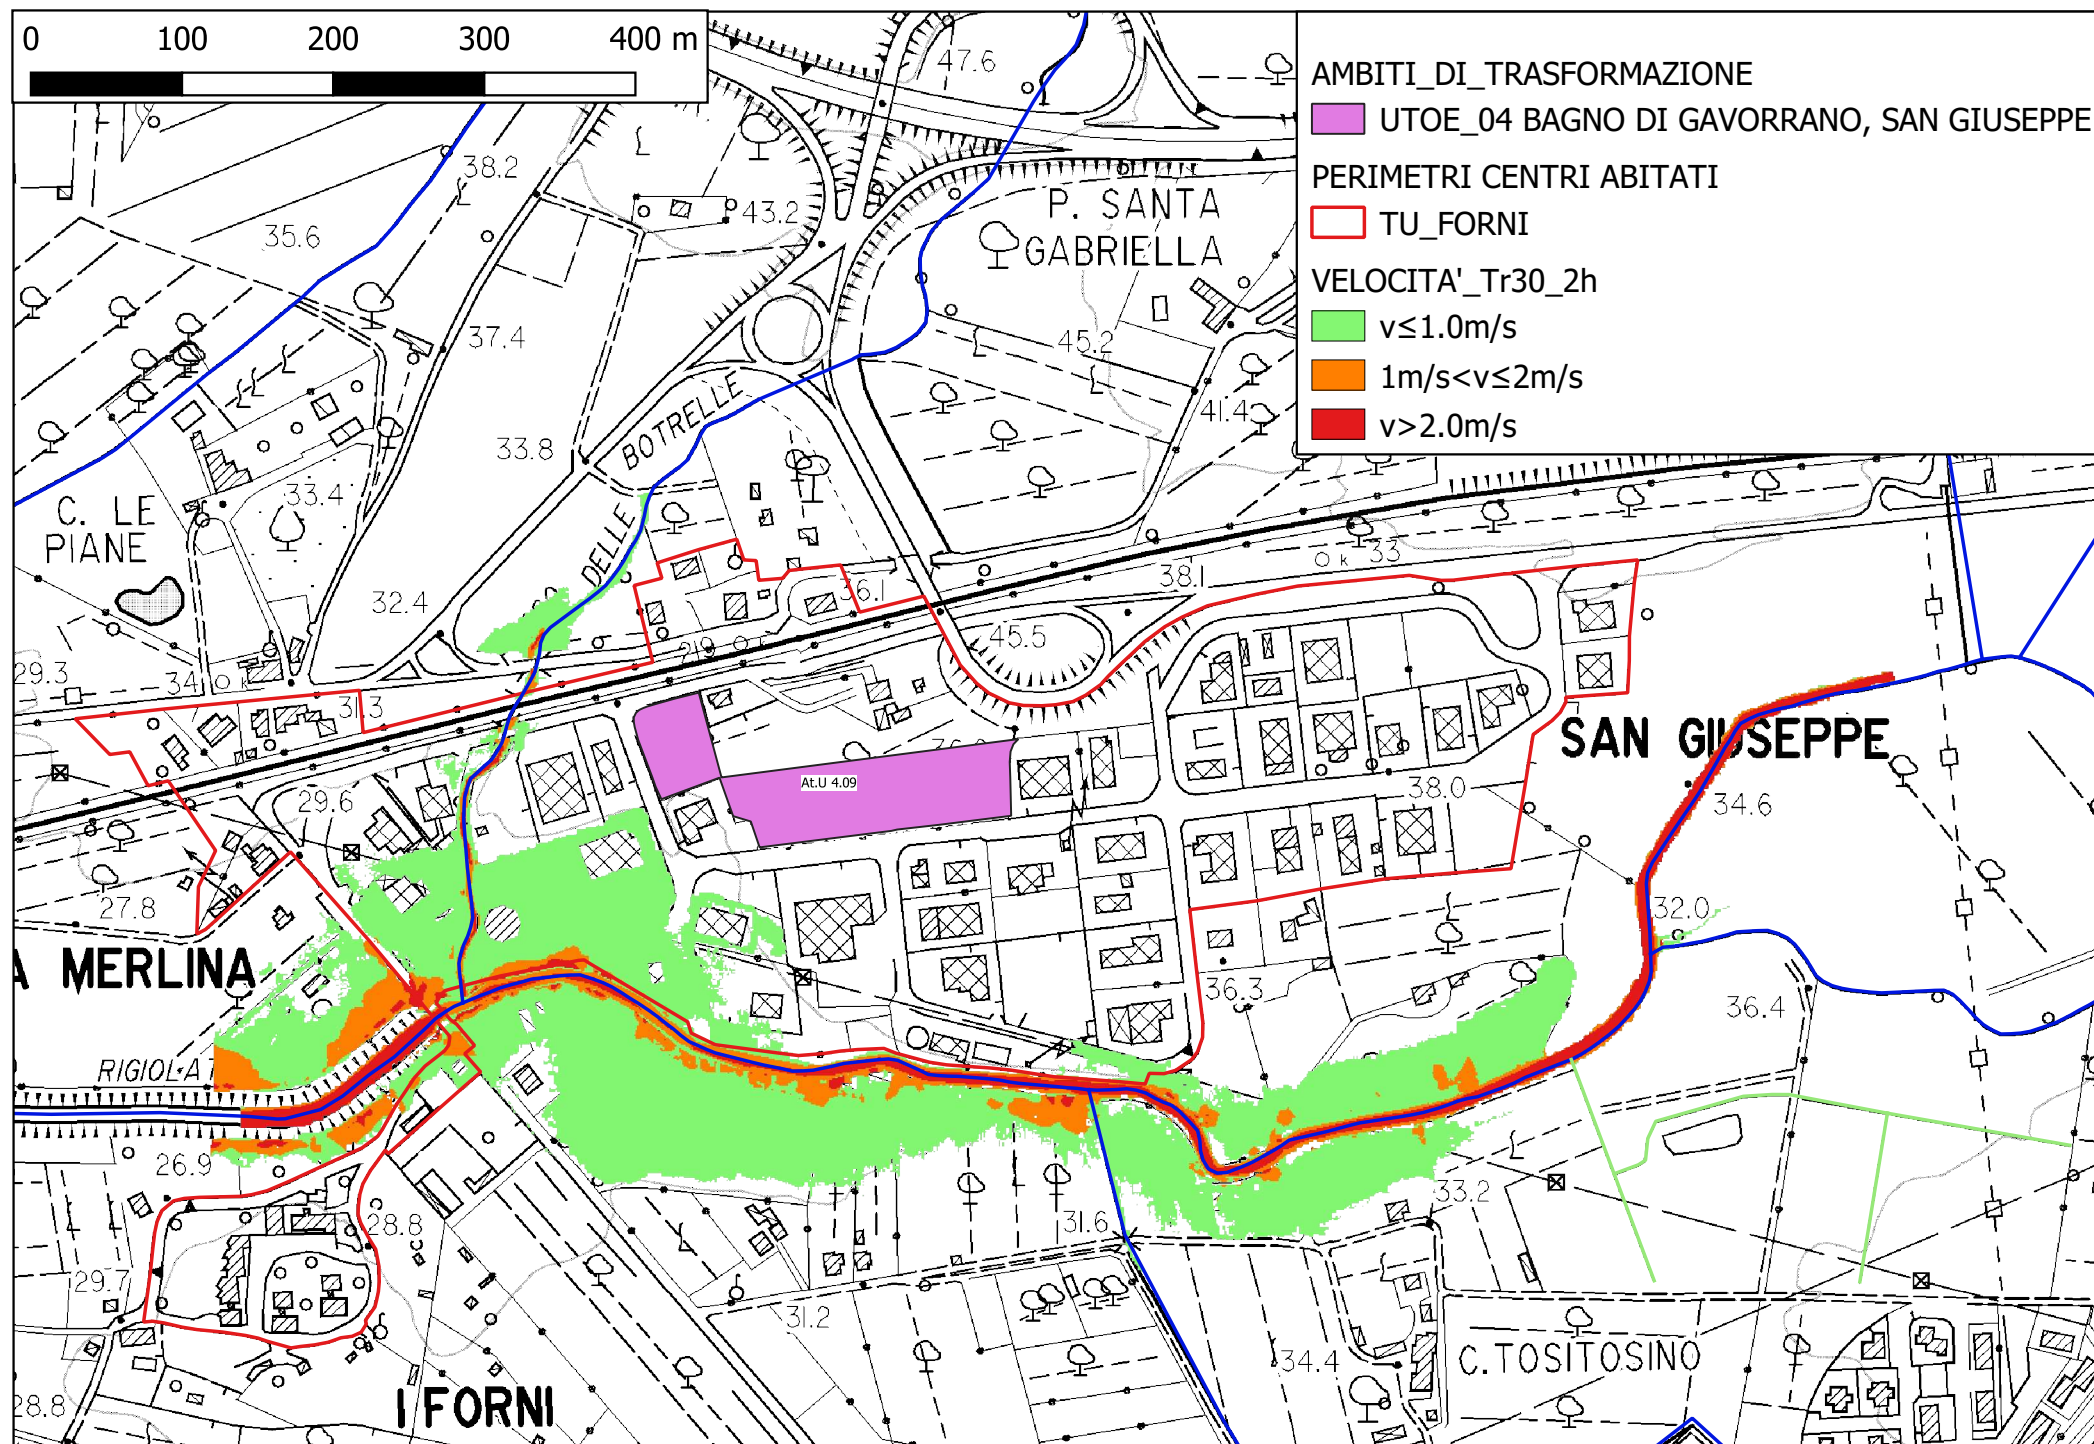 0 100 200 300 400 m
AMBITI_DI_TRASFORMAZIONE
UTOE_04 BAGNO DI GAVORRANO, SAN GIUSEPPE
PERIMETRI CENTRI ABITATI
TU_FORNI
VELOCITA'_Tr30_2h
v≤1.0m/s
1m/s<v≤2m/s
v>2.0m/s
47.6
38.2
43.2
35.6
P. SANTA
GABRIELLA
37.4
45.2
41.4
33.8
BOTRELLE
DELLE
33.4
C. LE
PIANE
32.4
36.1
38.1
O k 33
45.5
29.3
34 O k
31.3
SAN GIUSEPPE
At.U 4.09
29.6
38.0
34.6
27.8
32.0
A MERLINA
36.3
36.4
RIGIOLA
26.9
28.8
33.2
31.6
29.7
31.2
34.4
C. TOSITOSINO
28.8
I FORNI